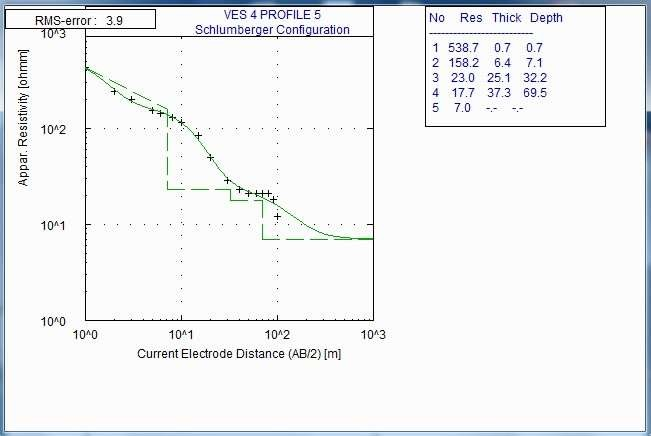 RMS-error : 3.9
VES 4 PROFILE 5
Schlumberger Configuration
10^3
10^2
10^1
10^0
Appar. Resistivity [ohmm]
10^0 10^1 10^2 10^3
Current Electrode Distance (AB/2) [m]
No Res Thick Depth
---------------------------
1 538.7 0.7 0.7
2 158.2 6.4 7.1
3 23.0 25.1 32.2
4 17.7 37.3 69.5
5 7.0 -.- -.-